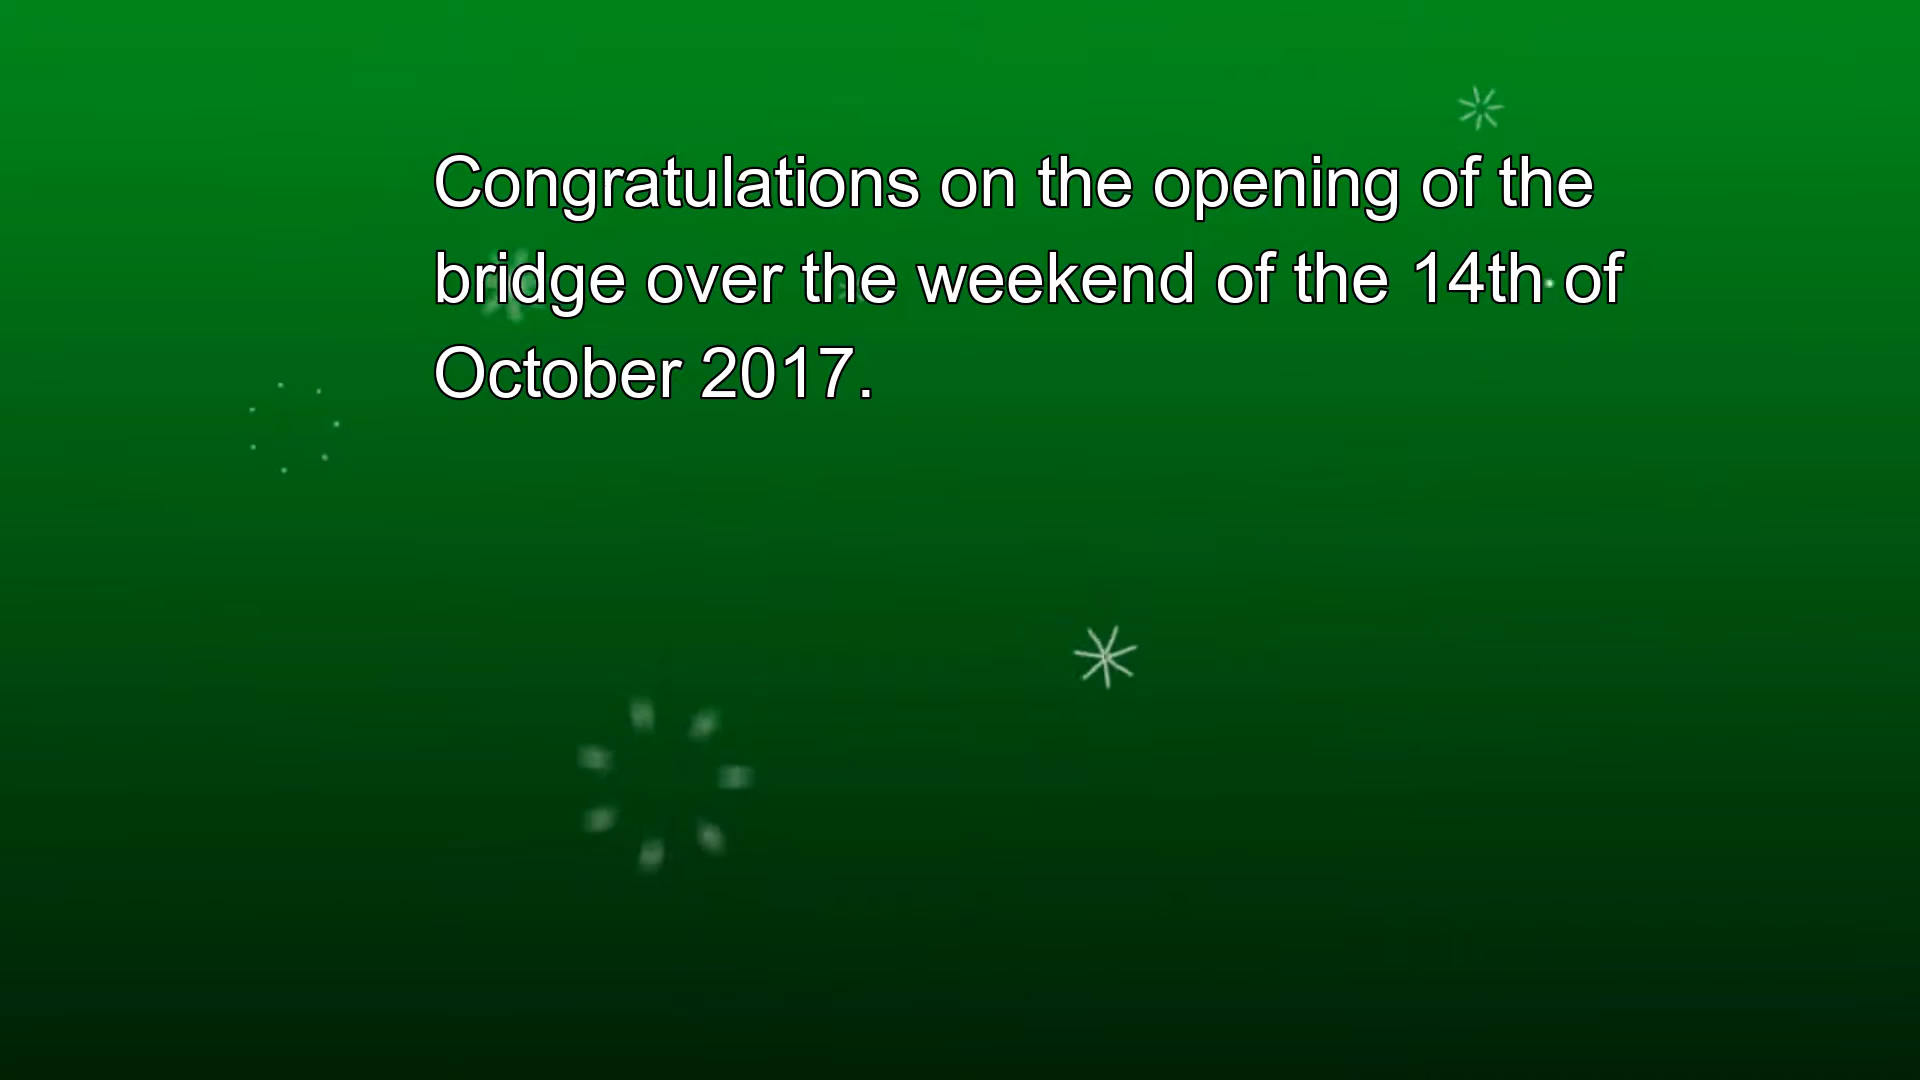 Congratulations on the opening of the
bridge over the weekend of the 14th of
October 2017.